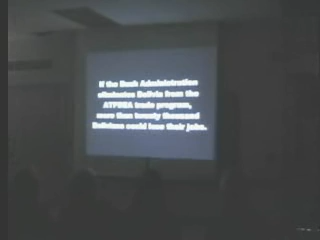 If the Bush Administration
eliminates Bolivia from the
ATPDEA trade program,
more than twenty thousand
Bolivians could lose their jobs.